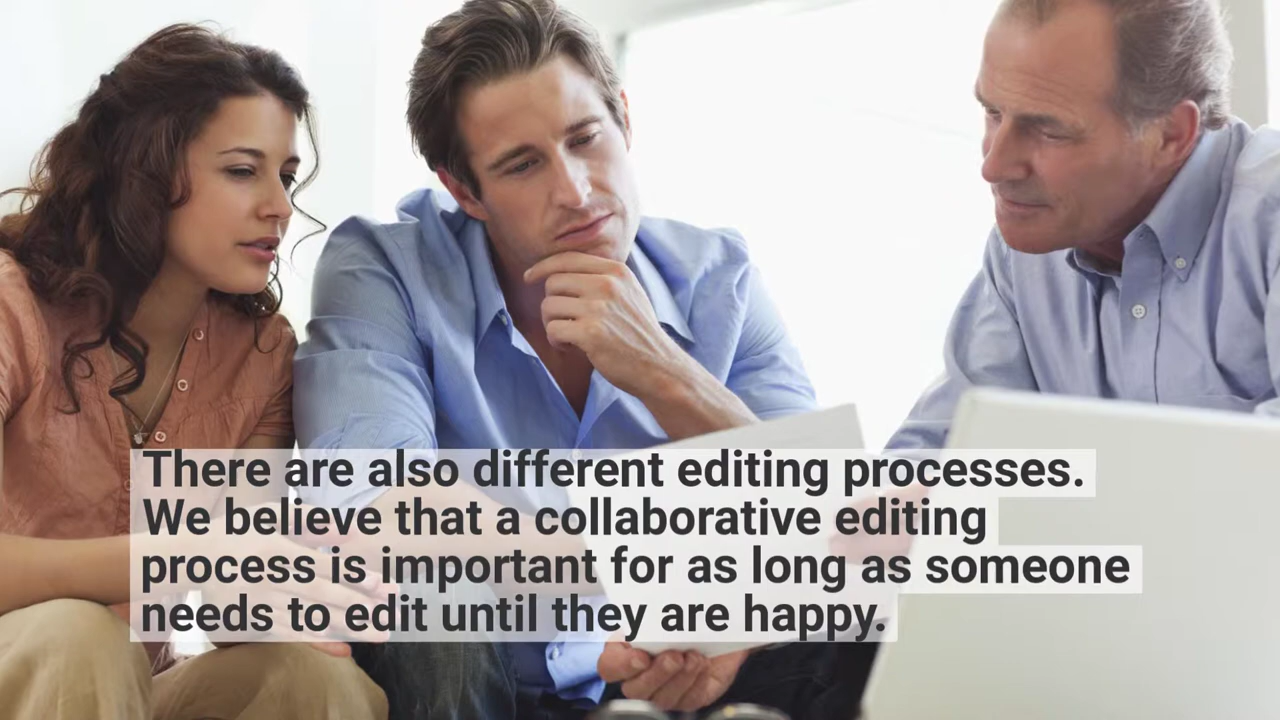 There are also different editing processes.
We believe that a collaborative editing
process is important for as long as someone
needs to edit until they are happy.